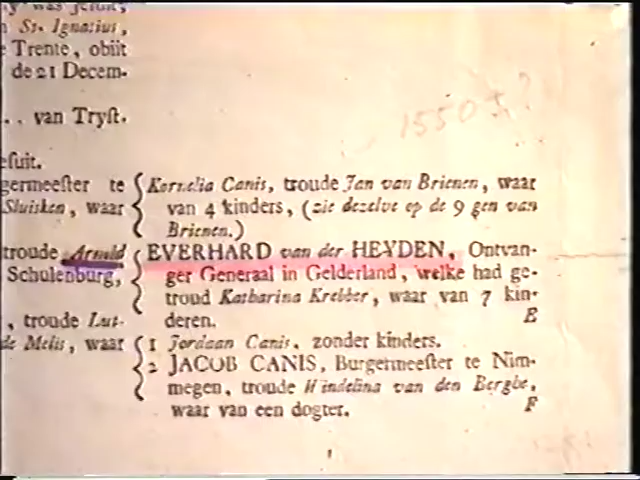 St. Ignatius,
Trente, obiit
de 21 Decem-
1550
.. van Tryst.
esuit.
germeester te Kornelia Canis, troude Jan van Brienen, waar
Sluisken, waar van 4 kinders, (zie dezelve op de 9 gen van
Brienen.)
troude Arnold EVERHARD van der HEYDEN, Ontvan-
Schulenburg, ger Generaal in Gelderland, welke had ge-
troud Katharina Krebber, waar van 7 kin-
, troude Lut- deren. E
de Melis, waar 1 Jordaan Canis, zonder kinders.
2 JACOB CANIS, Burgermeester te Nim-
megen, troude Windelina van den Berghe,
waar van een dogter. F